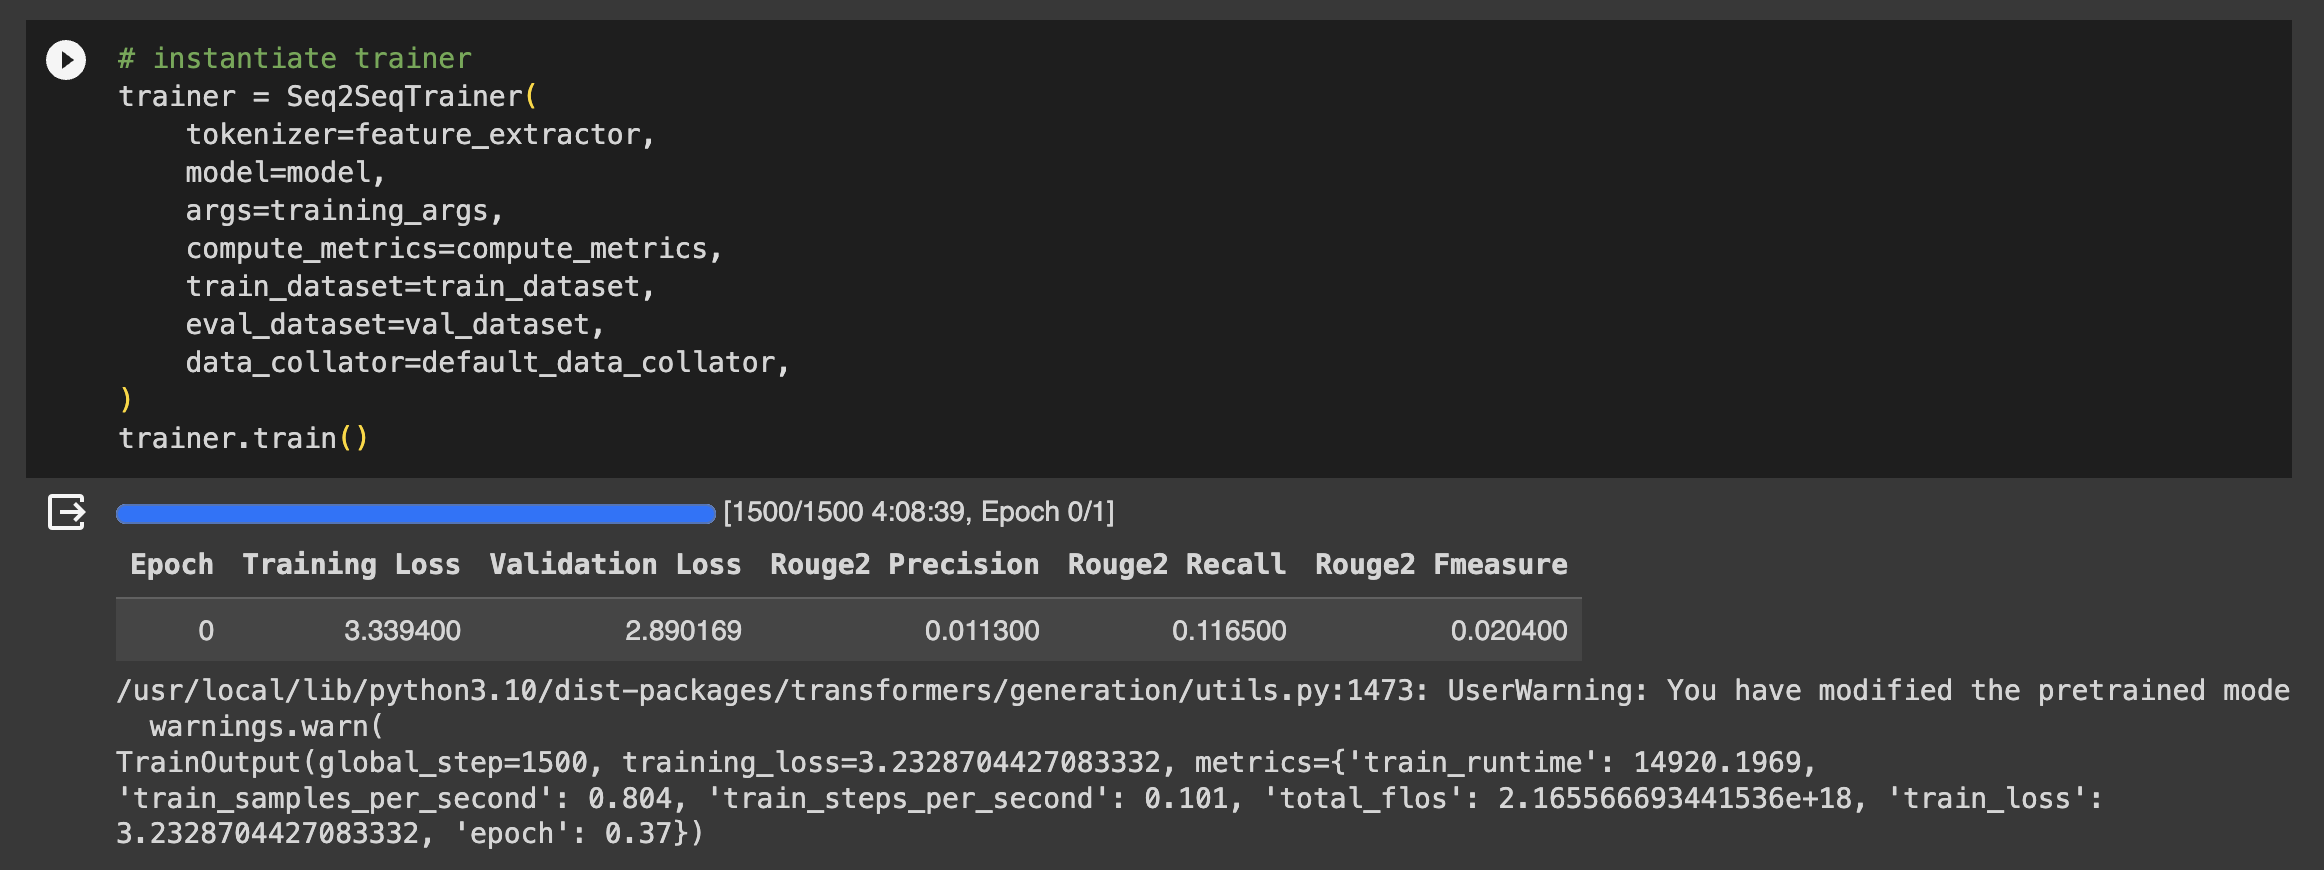 # instantiate trainer
trainer = Seq2SeqTrainer(
    tokenizer=feature_extractor,
    model=model,
    args=training_args,
    compute_metrics=compute_metrics,
    train_dataset=train_dataset,
    eval_dataset=val_dataset,
    data_collator=default_data_collator,
)
trainer.train()
[1500/1500 4:08:39, Epoch 0/1]
Epoch Training Loss Validation Loss Rouge2 Precision Rouge2 Recall Rouge2 Fmeasure
0 3.339400 2.890169 0.011300 0.116500 0.020400
/usr/local/lib/python3.10/dist-packages/transformers/generation/utils.py:1473: UserWarning: You have modified the pretrained mode
  warnings.warn(
TrainOutput(global_step=1500, training_loss=3.2328704427083332, metrics={'train_runtime': 14920.1969,
'train_samples_per_second': 0.804, 'train_steps_per_second': 0.101, 'total_flos': 2.165566693441536e+18, 'train_loss':
3.2328704427083332, 'epoch': 0.37})